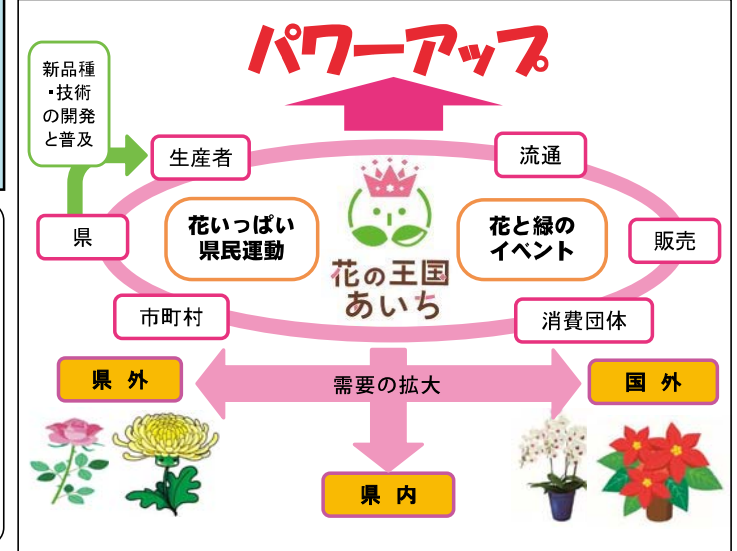 パワーアップ
新品種
・技術
の開発
と普及
生産者
流通
県
花いっぱい
県民運動
花と緑の
イベント
販売
花の王国
あいち
市町村
消費団体
県外
需要の拡大
国外
県内